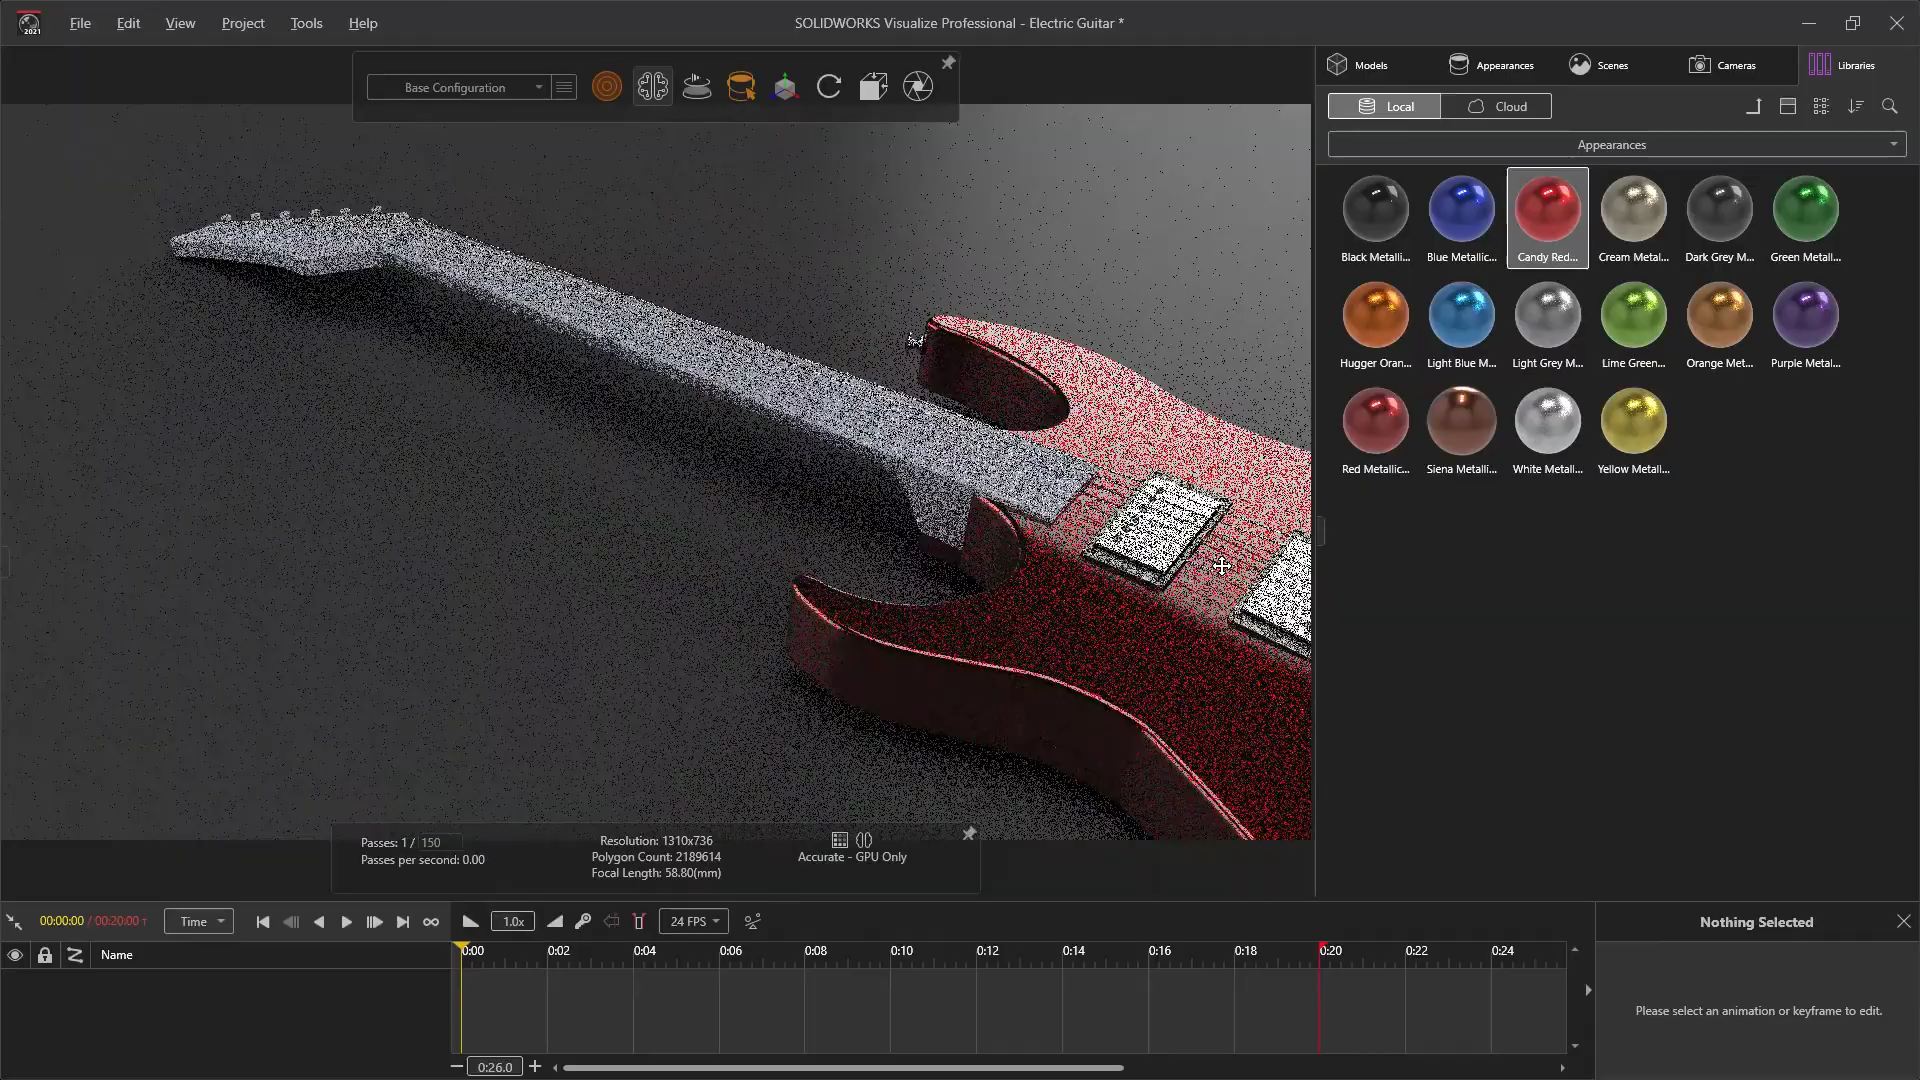 2021
File Edit View Project Tools Help
SOLIDWORKS Visualize Professional - Electric Guitar *
Base Configuration
Models Appearances Scenes Cameras Libraries
Local Cloud
Appearances
Black Metalli... Blue Metallic... Candy Red... Cream Metal... Dark Grey M... Green Metall...
Hugger Oran... Light Blue M... Light Grey M... Lime Green... Orange Met... Purple Metal...
Red Metallic... Siena Metalli... White Metall... Yellow Metall...
Passes: 1 / 150
Passes per second: 0.00
Resolution: 1310x736
Polygon Count: 2189614
Focal Length: 58.80(mm)
Accurate - GPU Only
00:00:00 / 00:20:00 T
Time
1.0x
24 FPS
Nothing Selected
Name
0:00 0:02 0:04 0:06 0:08 0:10 0:12 0:14 0:16 0:18 0:20 0:22 0:24
Please select an animation or keyframe to edit.
0:26.0